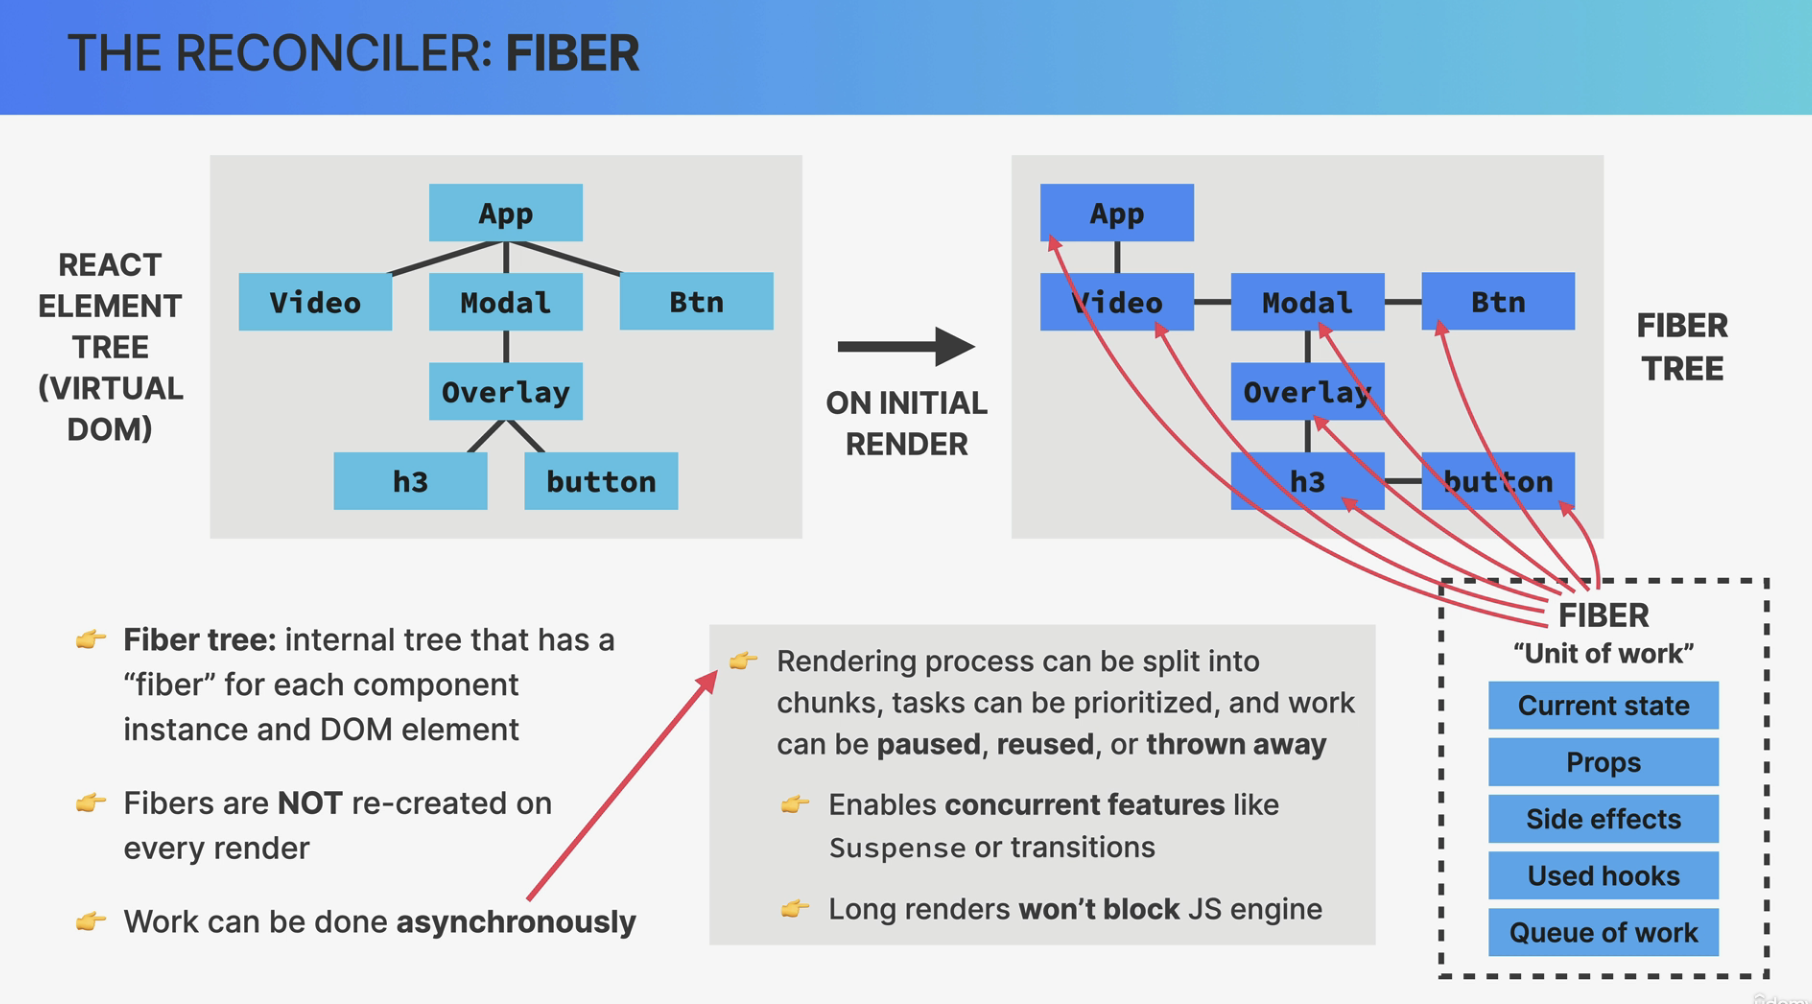 THE RECONCILER: FIBER
REACT
ELEMENT
TREE
(VIRTUAL
DOM)
App
Video
Modal
Btn
Overlay
h3
button
ON INITIAL
RENDER
App
Video
Modal
Btn
Overlay
h3
button
FIBER
TREE
👉 Fiber tree: internal tree that has a
“fiber” for each component
instance and DOM element
👉 Fibers are NOT re-created on
every render
👉 Work can be done asynchronously
👉 Rendering process can be split into
chunks, tasks can be prioritized, and work
can be paused, reused, or thrown away
👉 Enables concurrent features like
Suspense or transitions
👉 Long renders won’t block JS engine
FIBER
“Unit of work”
Current state
Props
Side effects
Used hooks
Queue of work